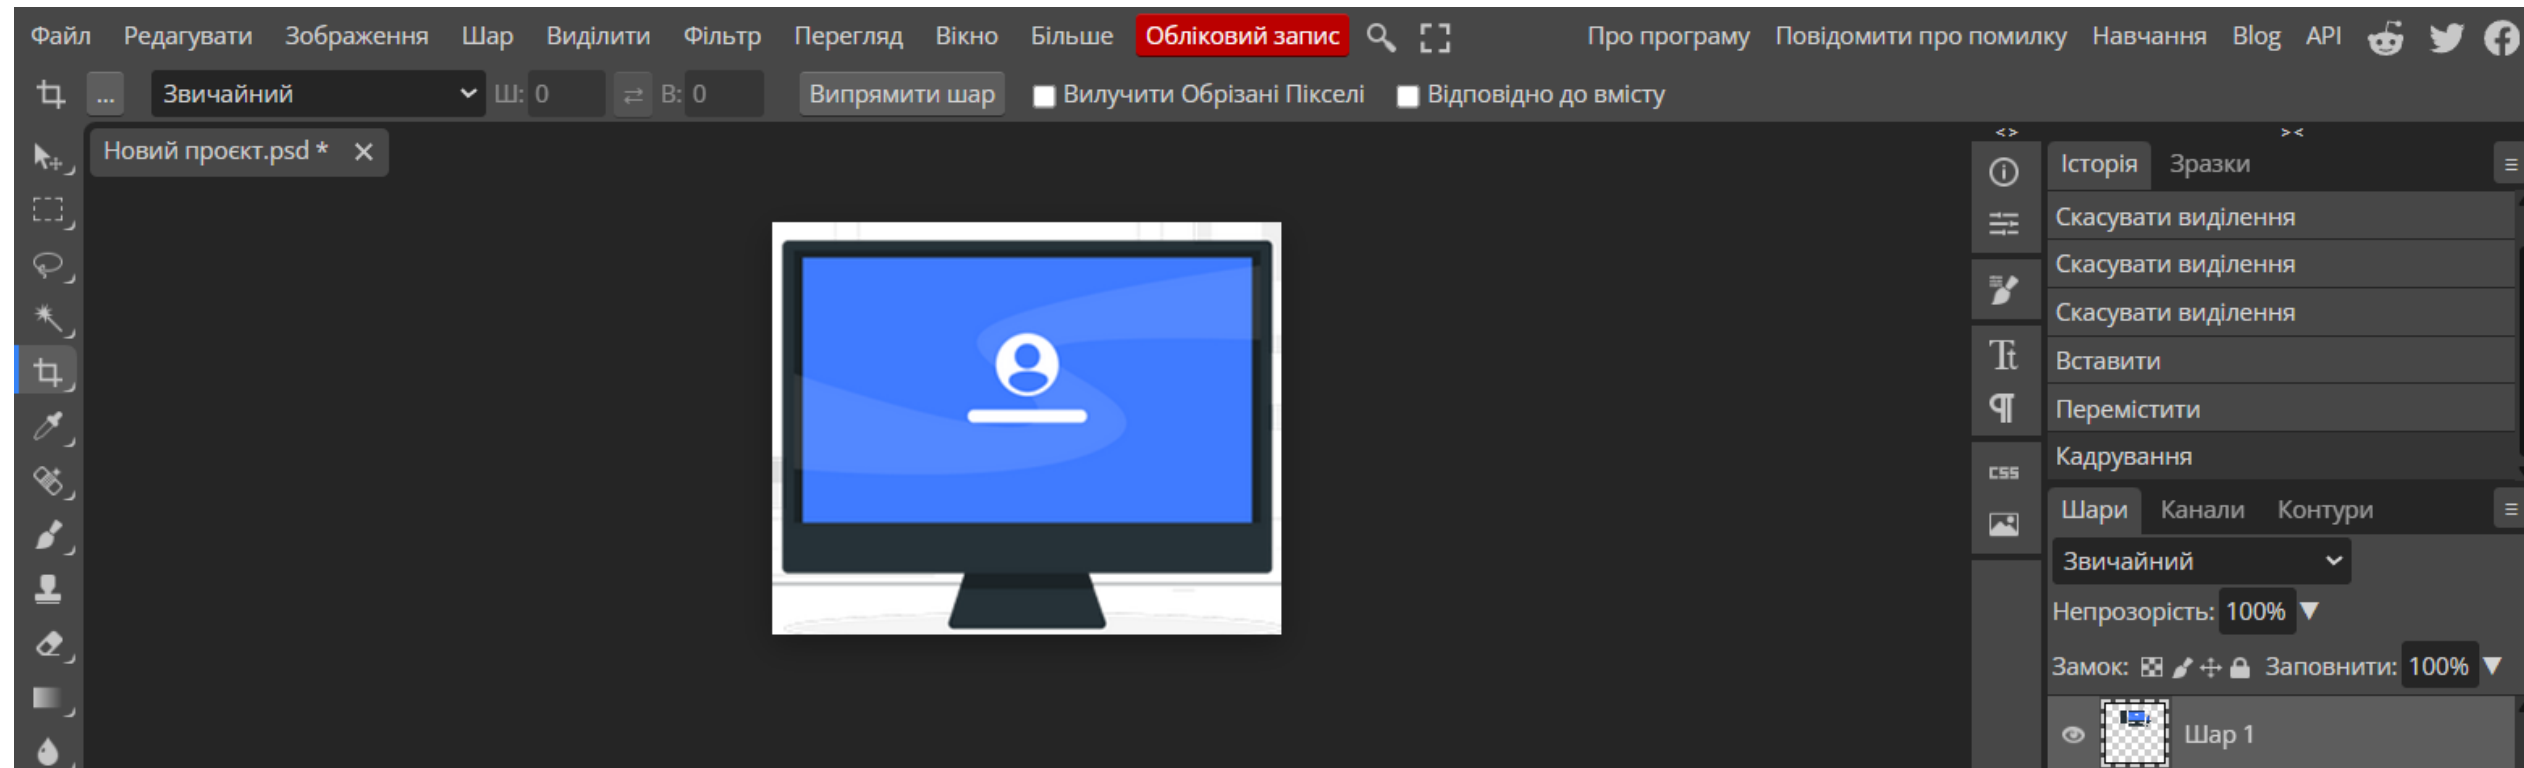 Файл Редагувати Зображення Шар Виділити Фільтр Перегляд Вікно Більше Обліковий запис Про програму Повідомити про помилку Навчання Blog API
... Звичайний Ш: 0 В: 0 Випрямити шар Вилучити Обрізані Пікселі Відповідно до вмісту
Новий проєкт.psd *
Історія Зразки
Скасувати виділення
Скасувати виділення
Скасувати виділення
Вставити
Перемістити
Кадрування
CSS
Шари Канали Контури
Звичайний
Непрозорість: 100%
Замок: Заповнити: 100%
Шар 1